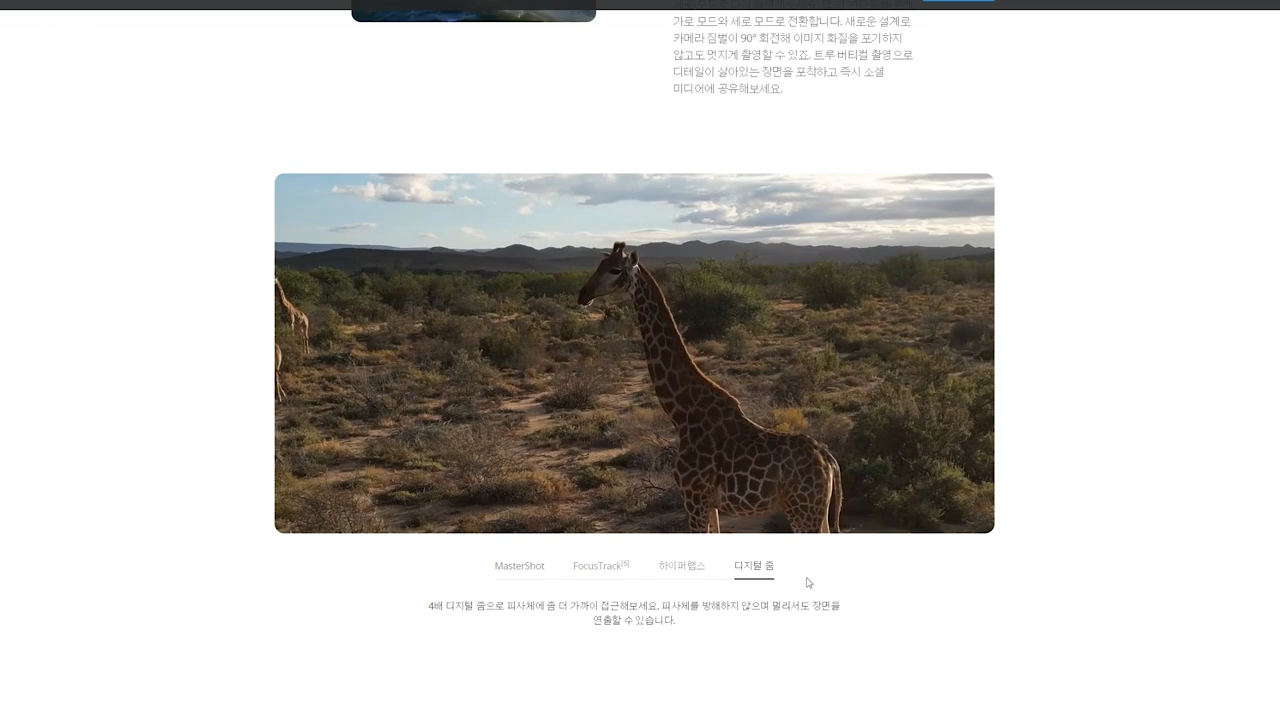 가로 모드와 세로 모드로 전환합니다. 새로운 설계로
카메라 짐벌이 90° 회전해 이미지 화질을 포기하지
않고도 멋지게 촬영할 수 있죠. 트루 버티컬 촬영으로
디테일이 살아있는 장면을 포착하고 즉시 소셜
미디어에 공유해보세요.
MasterShot FocusTrack[6] 하이퍼랩스 디지털 줌
4배 디지털 줌으로 피사체에 좀 더 가까이 접근해보세요. 피사체를 방해하지 않으며 멀리서도 장면을
연출할 수 있습니다.